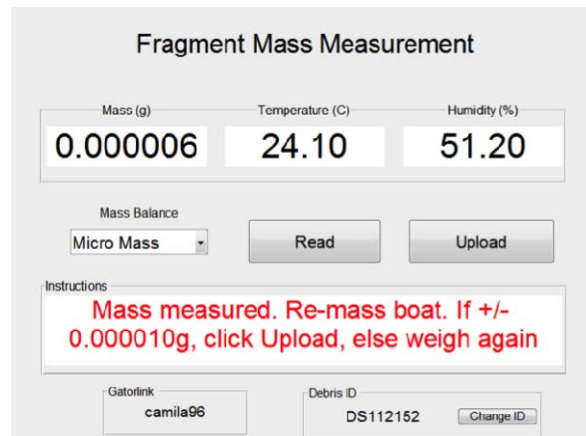 Fragment Mass Measurement
Mass (g) Temperature (C) Humidity (%)
0.000006 24.10 51.20
Mass Balance
Micro Mass Read Upload
Instructions
Mass measured. Re-mass boat. If +/-
0.000010g, click Upload, else weigh again
Gatorlink Debris ID
camila96 DS112152 Change ID